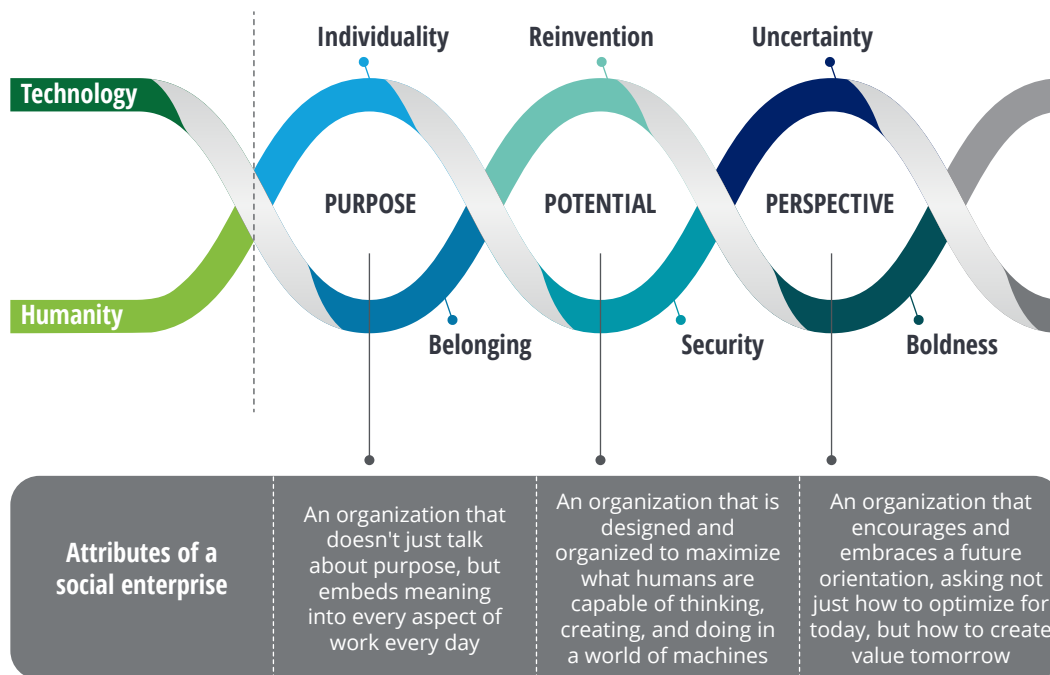 Individuality
Reinvention
Uncertainty
Technology
PURPOSE
POTENTIAL
PERSPECTIVE
Humanity
Belonging
Security
Boldness
Attributes of a
social enterprise
An organization that
doesn't just talk
about purpose, but
embeds meaning
into every aspect of
work every day
An organization that is
designed and
organized to maximize
what humans are
capable of thinking,
creating, and doing in
a world of machines
An organization that
encourages and
embraces a future
orientation, asking not
just how to optimize for
today, but how to create
value tomorrow